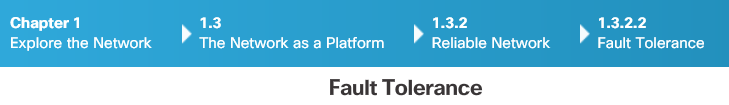 Chapter 1
Explore the Network
1.3
The Network as a Platform
1.3.2
Reliable Network
1.3.2.2
Fault Tolerance
Fault Tolerance